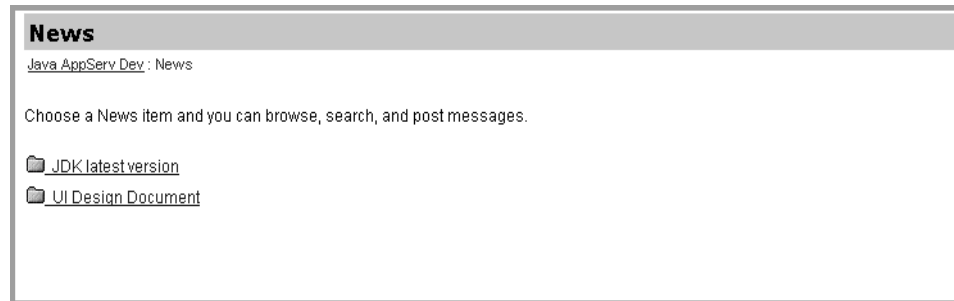 News
Java AppServ Dev : News
Choose a News item and you can browse, search, and post messages.
JDK latest version
UI Design Document